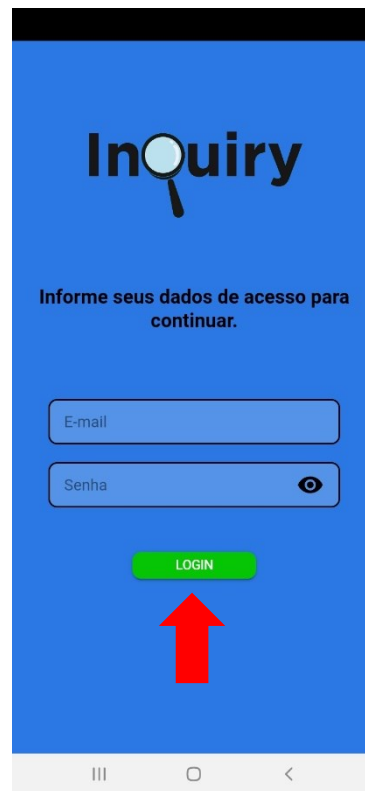 Inquiry
Informe seus dados de acesso para
continuar.
E-mail
Senha
LOGIN